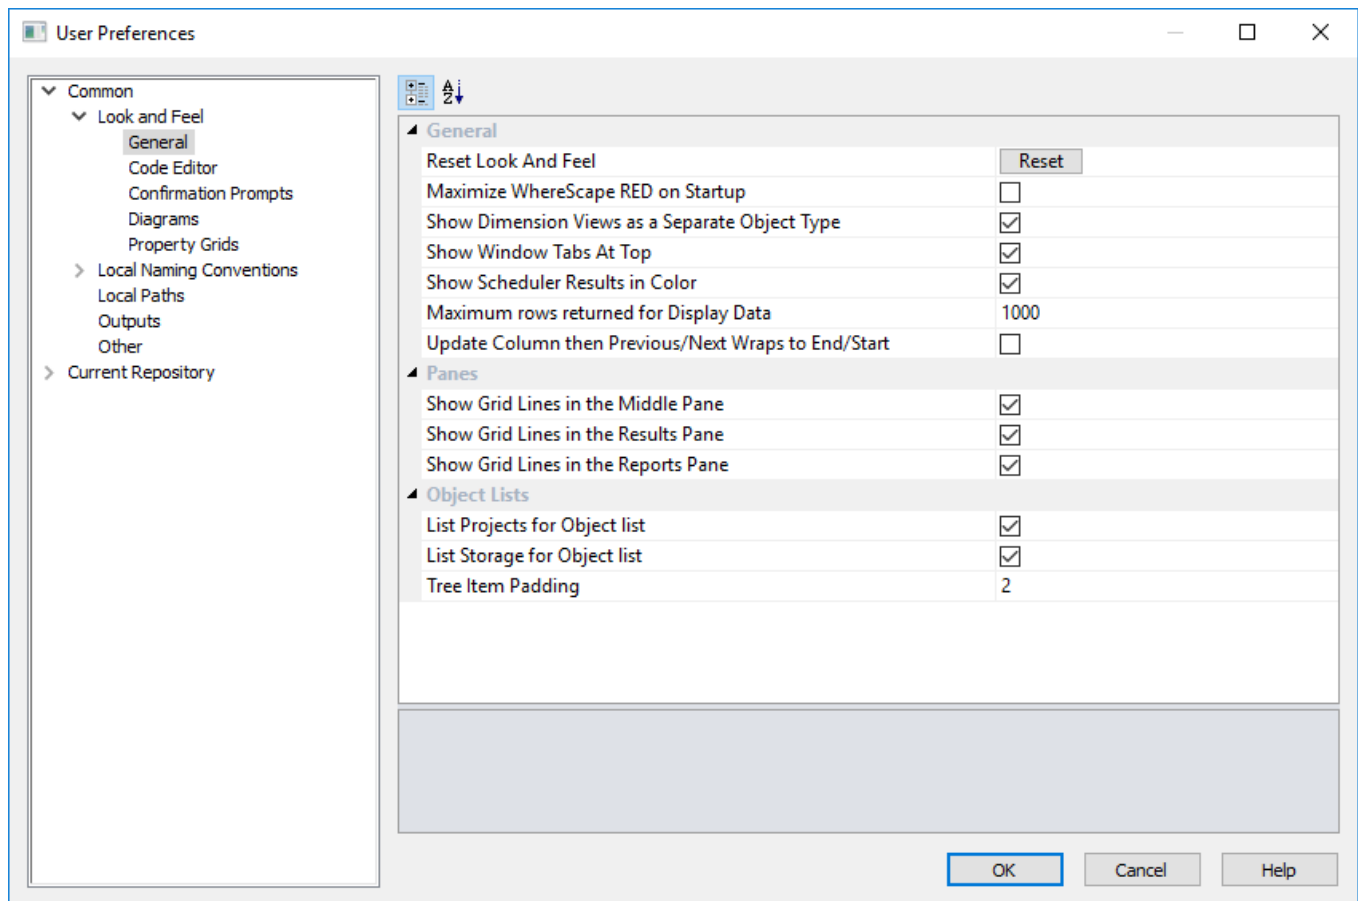 User Preferences
Common
Look and Feel
General
Code Editor
Confirmation Prompts
Diagrams
Property Grids
Local Naming Conventions
Local Paths
Outputs
Other
Current Repository
A
Z
General
Reset Look And Feel Reset
Maximize WhereScape RED on Startup
Show Dimension Views as a Separate Object Type
Show Window Tabs At Top
Show Scheduler Results in Color
Maximum rows returned for Display Data 1000
Update Column then Previous/Next Wraps to End/Start
Panes
Show Grid Lines in the Middle Pane
Show Grid Lines in the Results Pane
Show Grid Lines in the Reports Pane
Object Lists
List Projects for Object list
List Storage for Object list
Tree Item Padding 2
OK Cancel Help